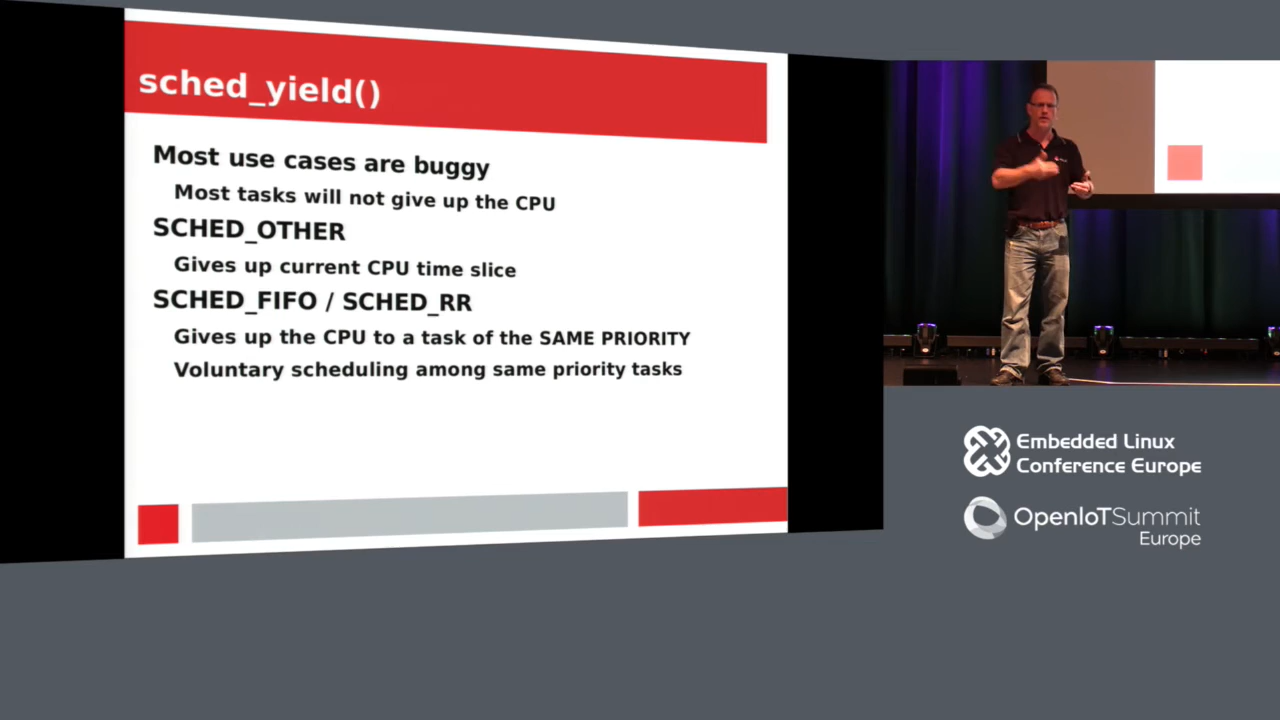 sched_yield()
Most use cases are buggy
Most tasks will not give up the CPU
SCHED_OTHER
Gives up current CPU time slice
SCHED_FIFO / SCHED_RR
Gives up the CPU to a task of the SAME PRIORITY
Voluntary scheduling among same priority tasks
Embedded Linux
Conference Europe
OpenIoTSummit
Europe